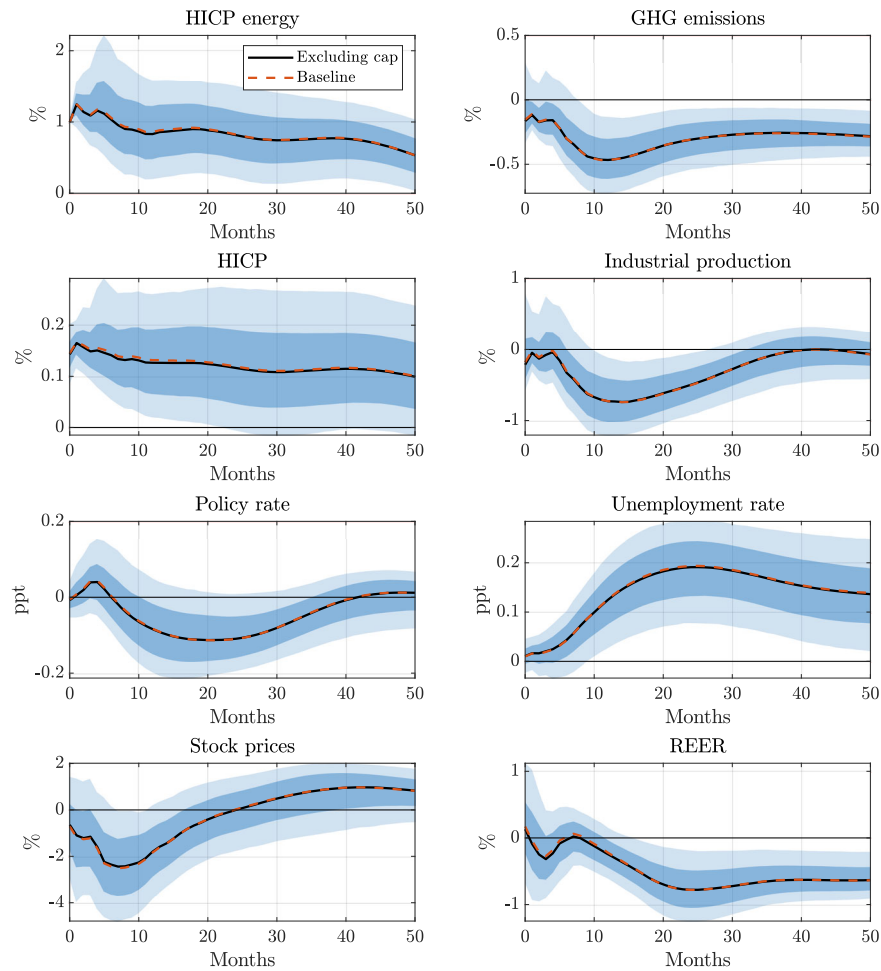 HICP energy
2
1
0
%
Excluding cap
Baseline
0 10 20 30 40 50
Months
GHG emissions
0.5
0
-0.5
%
0 10 20 30 40 50
Months
HICP
0.2
0.1
0
%
0 10 20 30 40 50
Months
Industrial production
1
0
-1
%
0 10 20 30 40 50
Months
Policy rate
0.2
0
-0.2
ppt
0 10 20 30 40 50
Months
Unemployment rate
0.2
0.1
0
ppt
0 10 20 30 40 50
Months
Stock prices
2
0
-2
-4
%
0 10 20 30 40 50
Months
REER
1
0
-1
%
0 10 20 30 40 50
Months